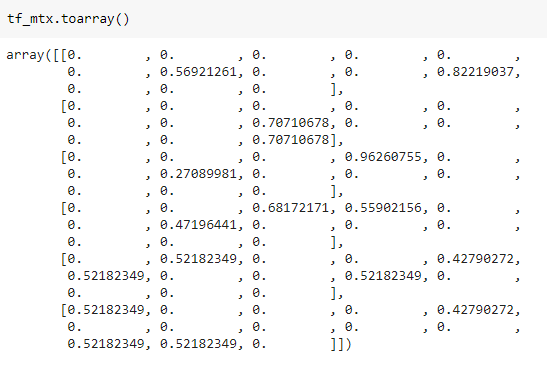 tf_mtx.toarray()
array([[0.        , 0.        , 0.        , 0.        , 0.        ,
        0.        , 0.56921261, 0.        , 0.        , 0.82219037,
        0.        , 0.        , 0.        ],
       [0.        , 0.        , 0.        , 0.        , 0.        ,
        0.        , 0.        , 0.70710678, 0.        , 0.        ,
        0.        , 0.        , 0.70710678],
       [0.        , 0.        , 0.        , 0.96260755, 0.        ,
        0.        , 0.27089981, 0.        , 0.        , 0.        ,
        0.        , 0.        , 0.        ],
       [0.        , 0.        , 0.68172171, 0.55902156, 0.        ,
        0.        , 0.47196441, 0.        , 0.        , 0.        ,
        0.        , 0.        , 0.        ],
       [0.        , 0.52182349, 0.        , 0.        , 0.42790272,
        0.52182349, 0.        , 0.        , 0.52182349, 0.        ,
        0.        , 0.        , 0.        ],
       [0.52182349, 0.        , 0.        , 0.        , 0.42790272,
        0.        , 0.        , 0.        , 0.        , 0.        ,
        0.52182349, 0.52182349, 0.        ]])